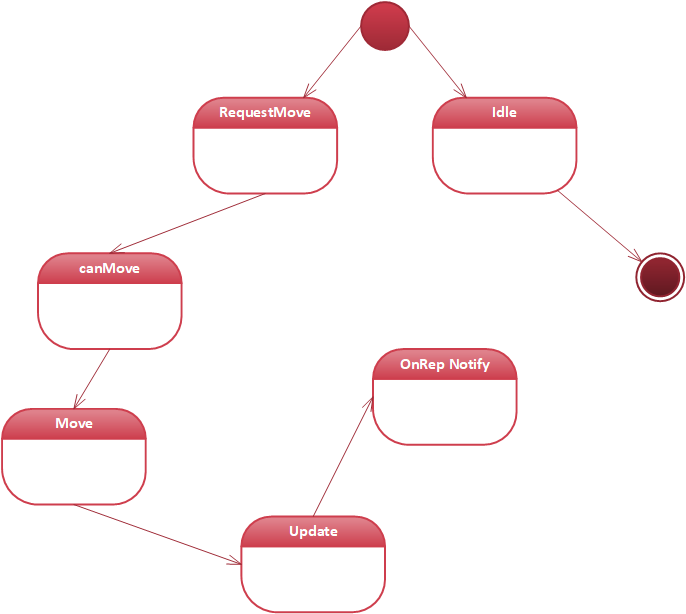 RequestMove
Idle
canMove
OnRep Notify
Move
Update